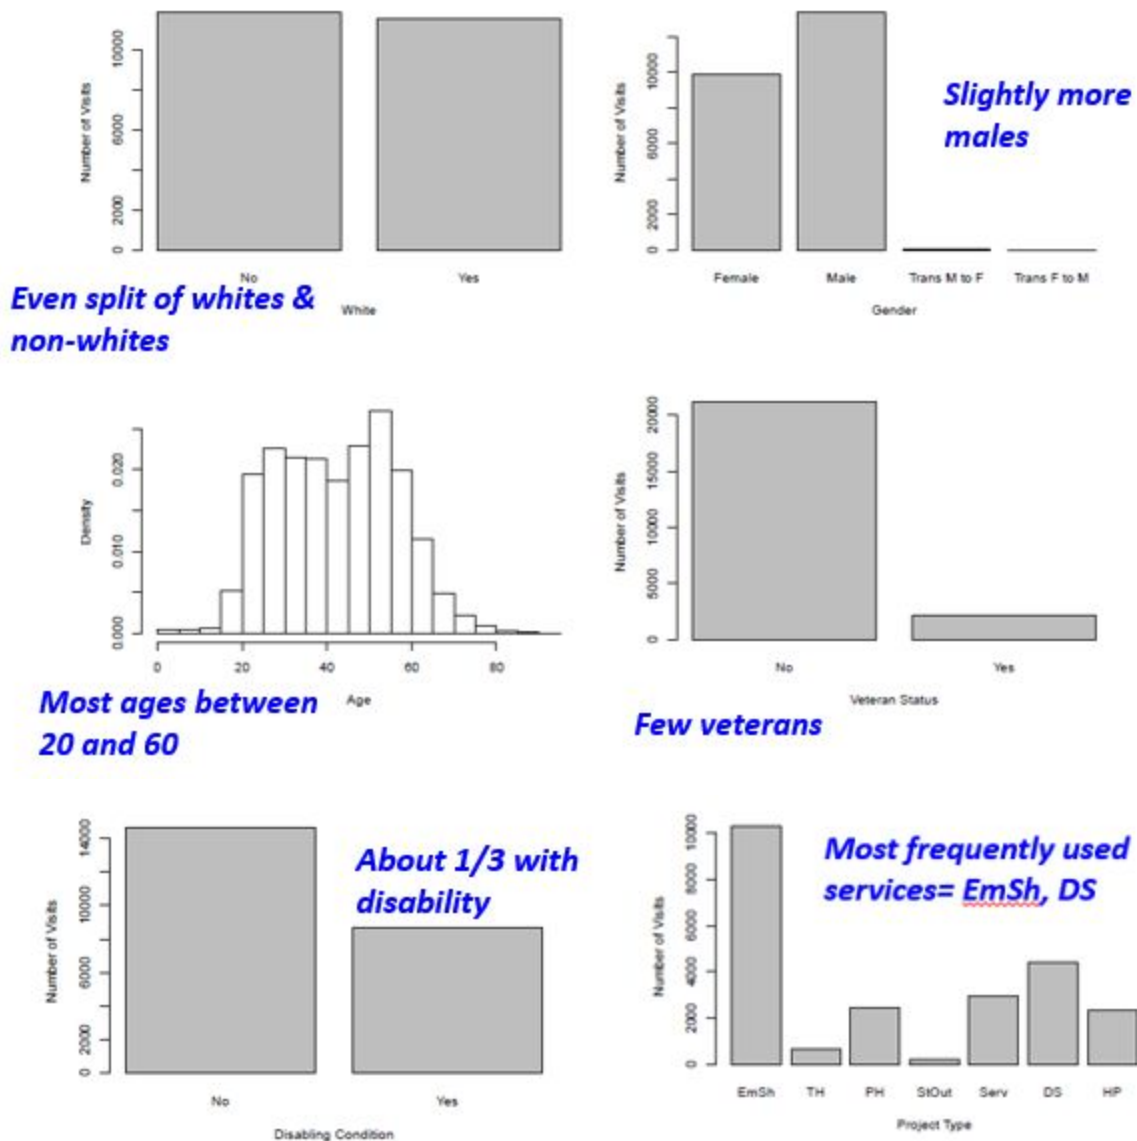 Number of Visits
10000
6000
2000
0
No
Yes
White
Even split of whites &
non-whites
Number of Visits
10000
6000
2000
0
Female
Male
Trans M to F
Trans F to M
Gender
Slightly more
males
Density
0.020
0.010
0.000
0
20
40
60
80
Age
Most ages between
20 and 60
Number of Visits
20000
15000
10000
5000
0
No
Yes
Veteran Status
Few veterans
Number of Visits
14000
10000
6000
2000
0
No
Yes
Disabling Condition
About 1/3 with
disability
Number of Visits
10000
8000
6000
4000
2000
0
EmSh
TH
PH
StOut
Serv
DS
HP
Project Type
Most frequently used
services= EmSh, DS